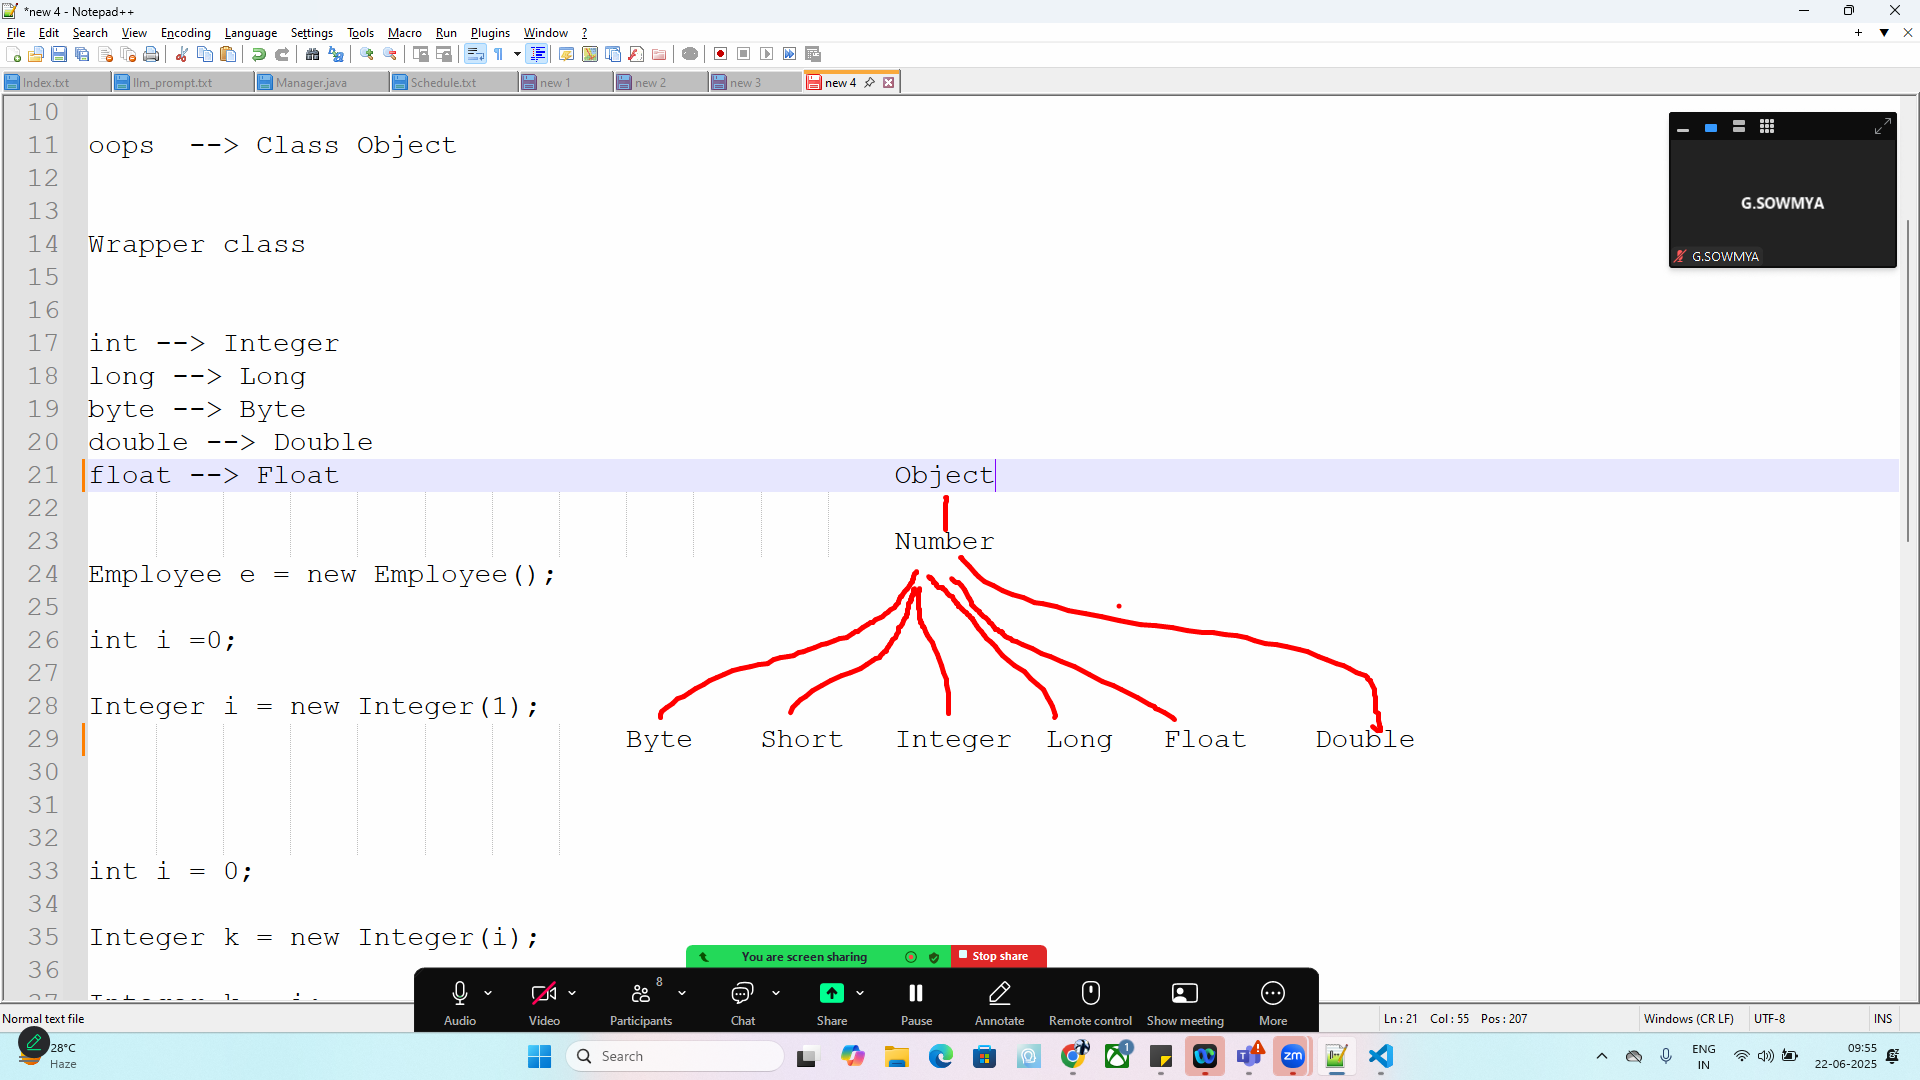 *new 4 - Notepad++
File Edit Search View Encoding Language Settings Tools Macro Run Plugins Window ?
Index.txt llm_prompt.txt Manager.java Schedule.txt new 1 new 2 new 3 new 4
10
11 oops --> Class Object
12
13
14 Wrapper class
15
16
17 int --> Integer
18 long --> Long
19 byte --> Byte
20 double --> Double
21 float --> Float Object
22
23 Number
24 Employee e = new Employee();
25
26 int i =0;
27
28 Integer i = new Integer(1);
29 Byte Short Integer Long Float Double
30
31
32
33 int i = 0;
34
35 Integer k = new Integer(i);
36
G.SOWMYA
G.SOWMYA
You are screen sharing Stop share
8
Audio Video Participants Chat Share Pause Annotate Remote control Show meeting More
Normal text file Ln: 21 Col: 55 Pos: 207 Windows (CR LF) UTF-8 INS
28°C
Haze
Search
1
zm
ENG
IN
09:55
22-06-2025